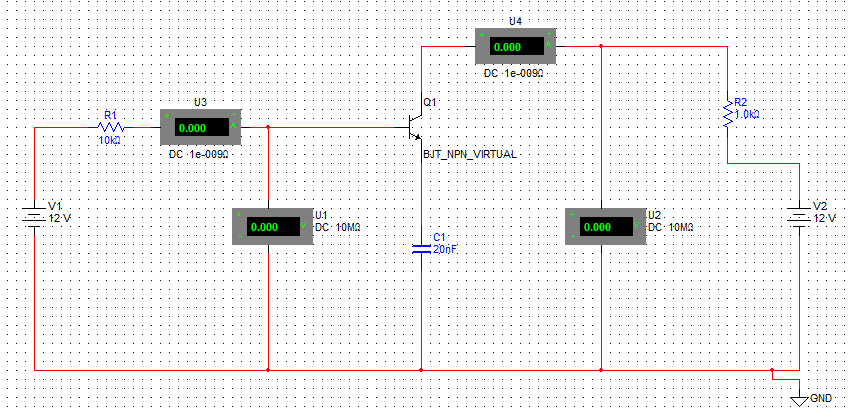 U4
+ 0.000 A
DC 1e-009Ω
U3
+ 0.000 - A
DC 1e-009Ω
R1
10kΩ
Q1
BJT_NPN_VIRTUAL
R2
1.0kΩ
V1
12 V
U1
+ 0.000 V -
DC 10MΩ
C1
20nF
U2
+ 0.000 V -
DC 10MΩ
V2
12 V
GND